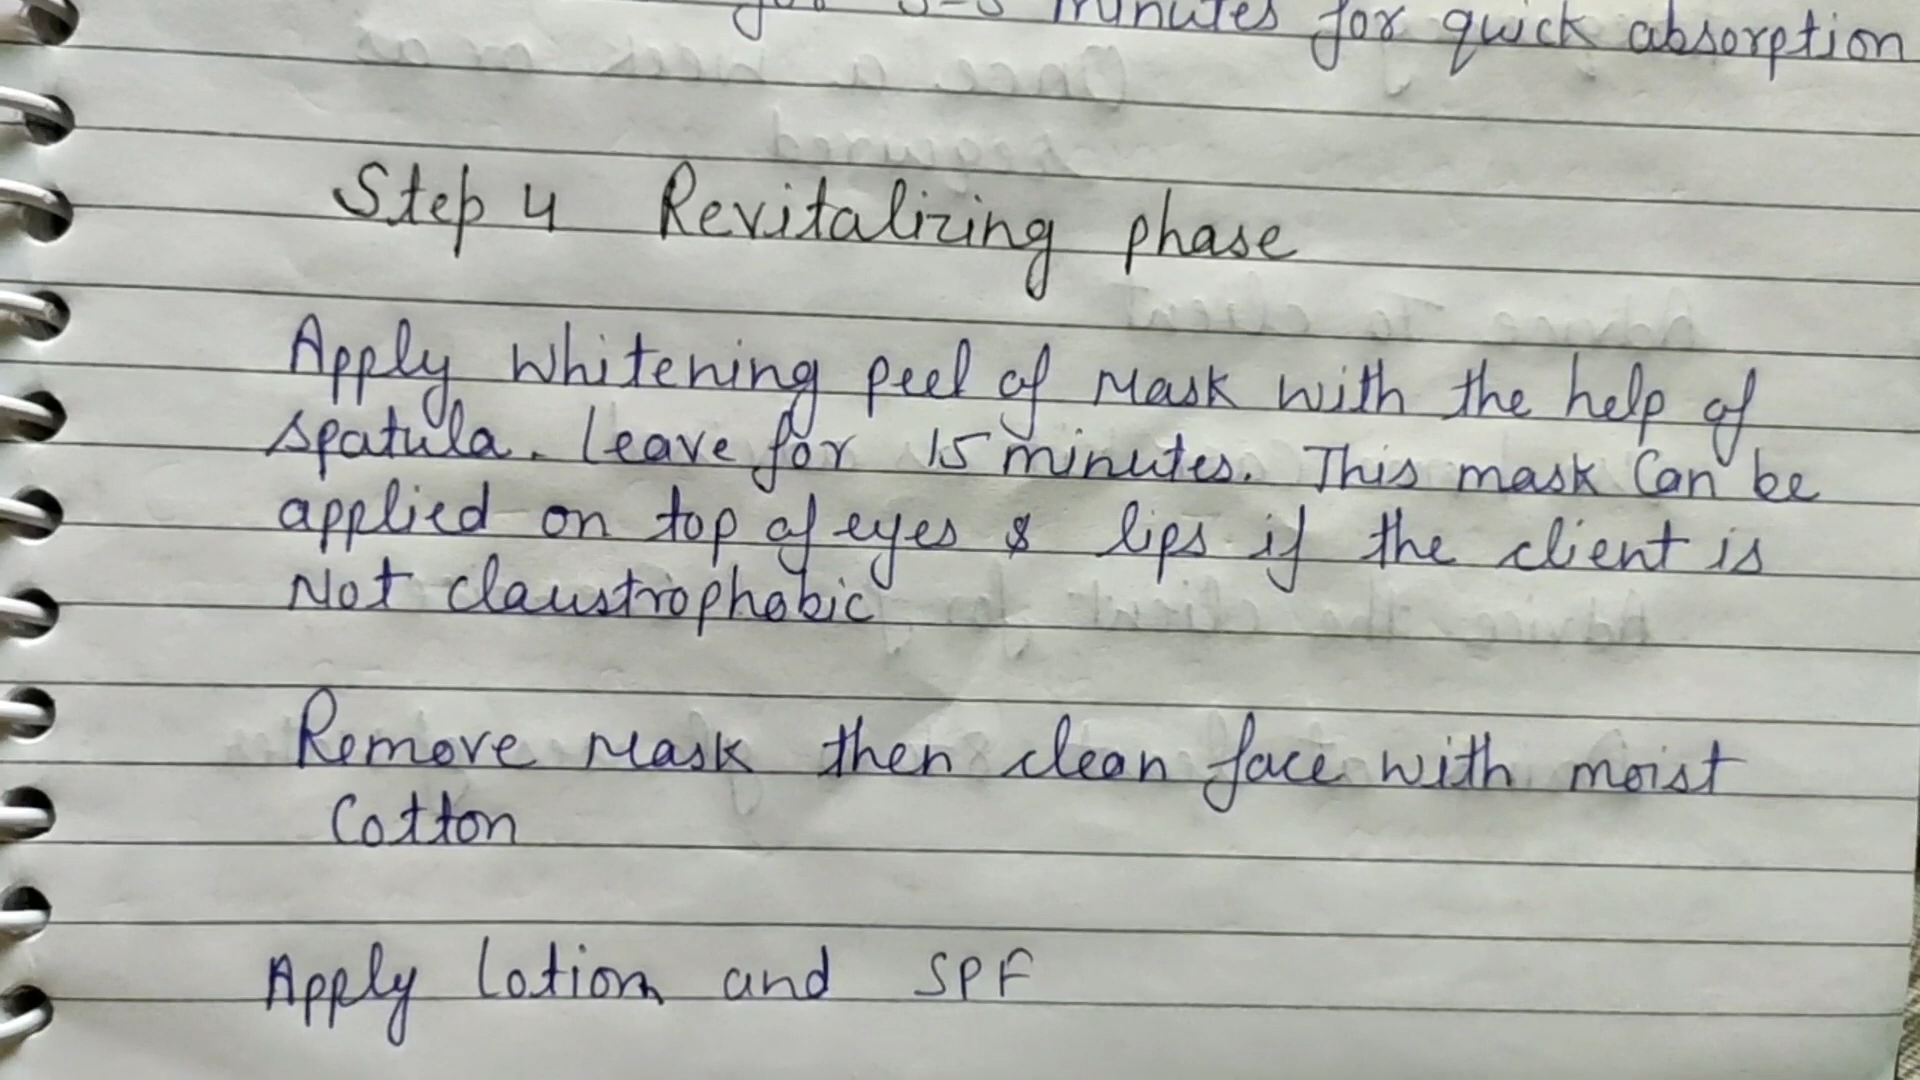 minutes for quick absorption
Step 4 Revitalizing phase
Apply whitening peel of Mask with the help of
spatula. Leave for 15 minutes. This mask Can be
applied on top of eyes & lips if the client is
Not claustrophobic
Remove Mask then clean face with moist
Cotton
Apply Lotion and SPF